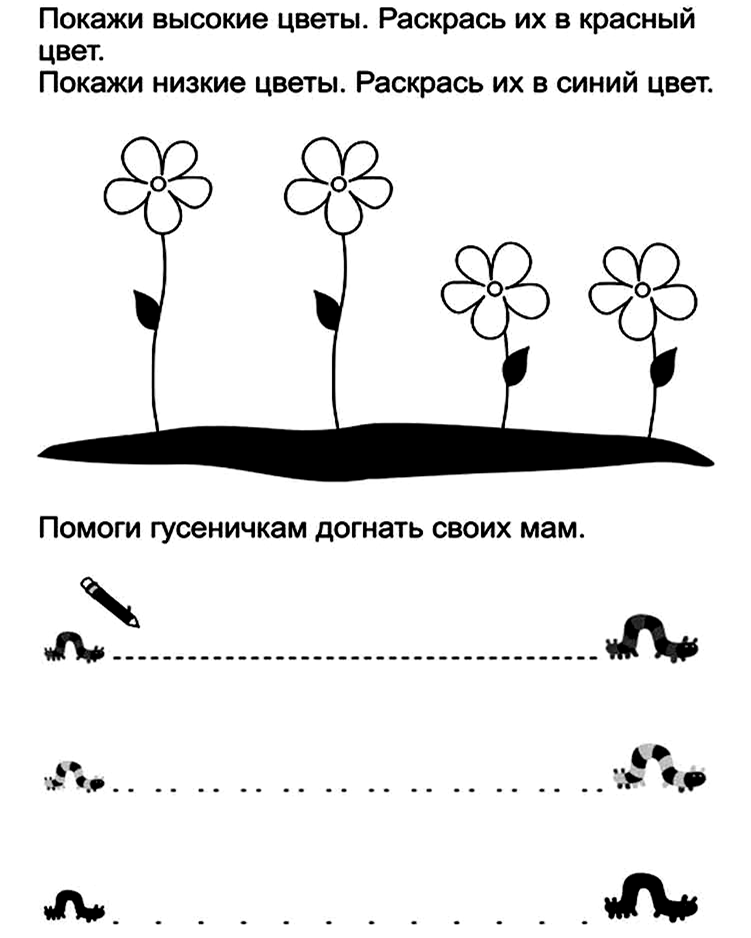 Покажи высокие цветы. Раскрась их в красный
цвет.
Покажи низкие цветы. Раскрась их в синий цвет.
Помоги гусеничкам догнать своих мам.